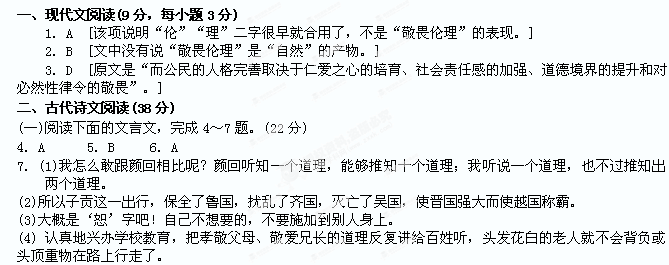 一、现代文阅读(9 分，每小题 3 分)
1. A [该项说明“伦”“理”二字很早就合用了，不是“敬畏伦理”的表现。]
2. B [文中没有说“敬畏伦理”是“自然”的产物。]
3. D [原文是“而公民的人格完善取决于仁爱之心的培育、社会责任感的加强、道德境界的提升和对
必然性律令的敬畏”。]
二、古代诗文阅读(38 分)
(一)阅读下面的文言文，完成 4～7 题。(22 分)
4. A 5. B 6. A
7. (1)我怎么敢跟颜回相比呢？颜回听知一个道理，能够推知十个道理；我听说一个道理，也不过推知出
两个道理。
(2)所以子贡这一出行，保全了鲁国，扰乱了齐国，灭亡了吴国，使晋国强大而使越国称霸。
(3)大概是‘恕’字吧！自己不想要的，不要施加到别人身上。
(4) 认真地兴办学校教育，把孝敬父母、敬爱兄长的道理反复讲给百姓听，头发花白的老人就不会背负或
头顶重物在路上行走了。